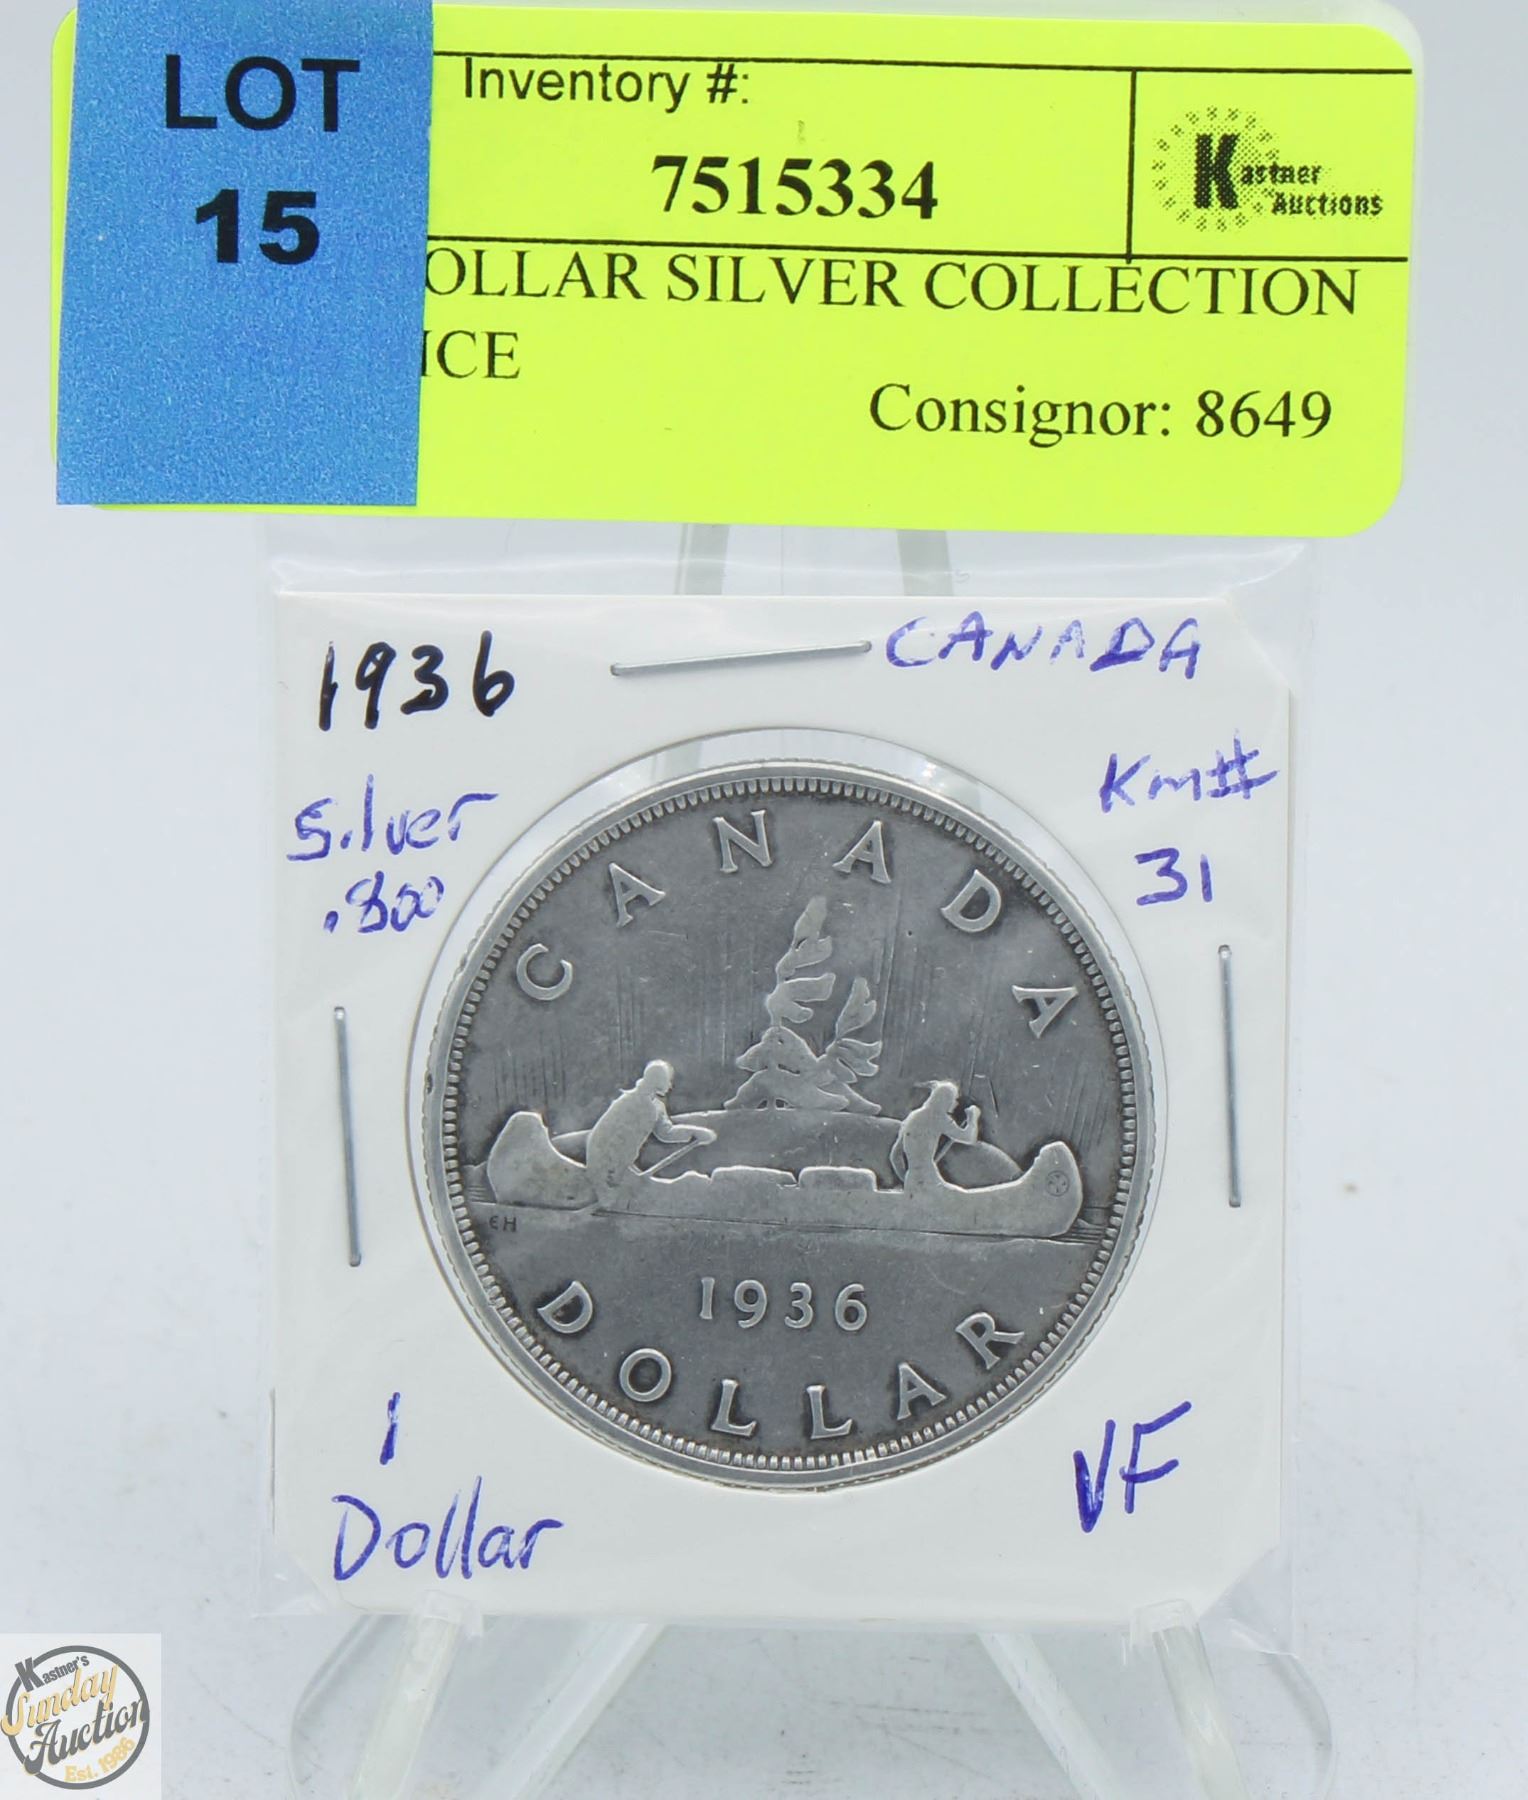 LOT
15
Inventory #:
7515334
Kastner
Auctions
OLLAR SILVER COLLECTION
ICE
Consignor: 8649
1936
CANADA
Silver
.800
Km#
31
CANADA
EH
1936
DOLLAR
1
Dollar
VF
Kastner's
Sunday
Auction
Est. 1986